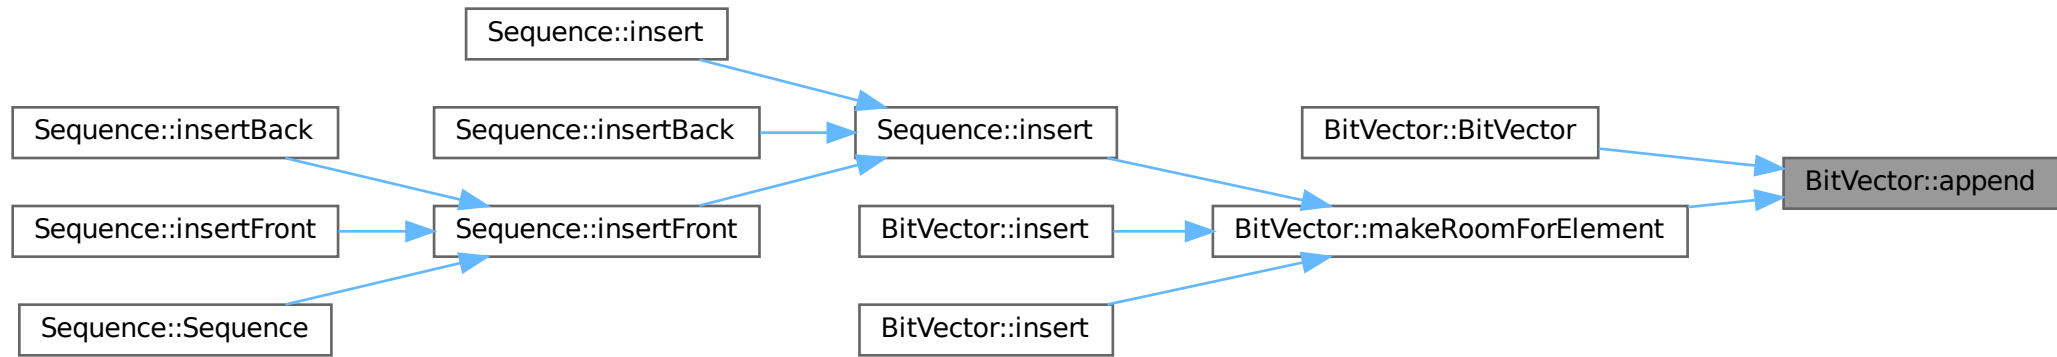 Sequence::insert
Sequence::insertBack
Sequence::insertBack
Sequence::insert
BitVector::BitVector
BitVector::append
Sequence::insertFront
Sequence::insertFront
BitVector::insert
BitVector::makeRoomForElement
Sequence::Sequence
BitVector::insert